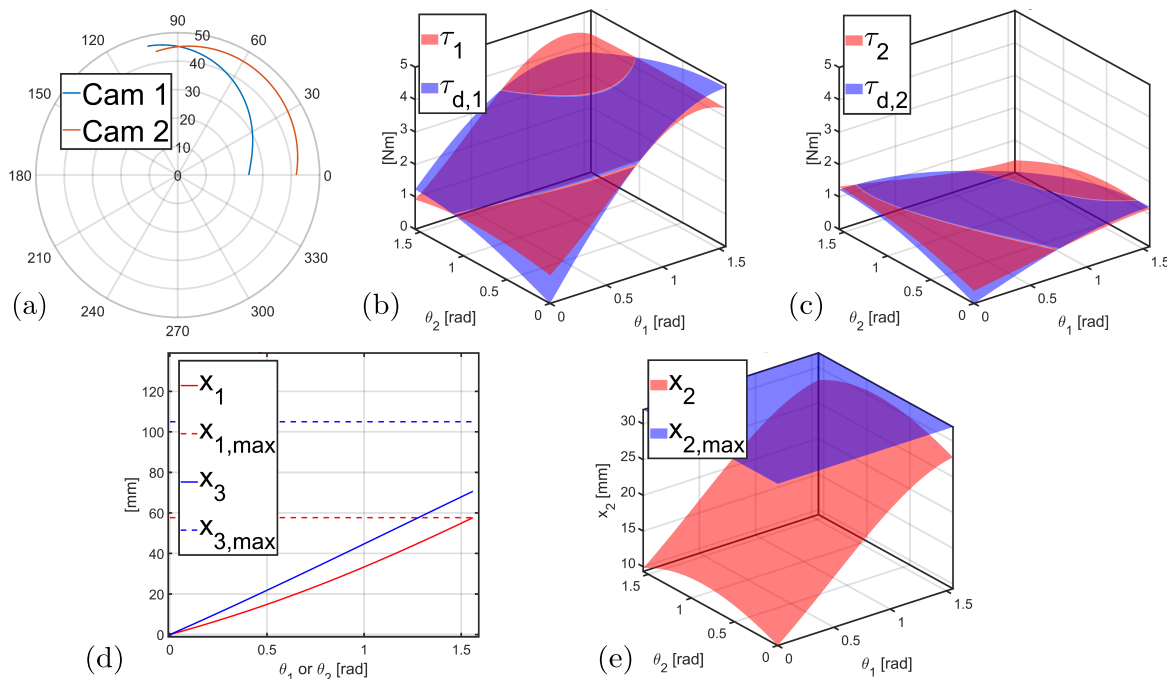 90
120
60
50
40
150
30
30
20
10
Cam 1
Cam 2
180
0
0
210
330
240
300
270
(a)
τ1
τd,1
[Nm]
5
4
3
2
1
0
1.5
1
0.5
0
0
0.5
1
1.5
θ2 [rad]
θ1 [rad]
(b)
τ2
τd,2
[Nm]
5
4
3
2
1
0
1.5
1
0.5
0
0
0.5
1
1.5
θ2 [rad]
θ1 [rad]
(c)
x1
x1,max
x3
x3,max
[mm]
120
100
80
60
40
20
0
0
0.5
1
1.5
θ1 or θ2 [rad]
(d)
x2
x2,max
x2 [mm]
30
25
20
15
10
1.5
1
0.5
0
0
0.5
1
1.5
θ2 [rad]
θ1 [rad]
(e)